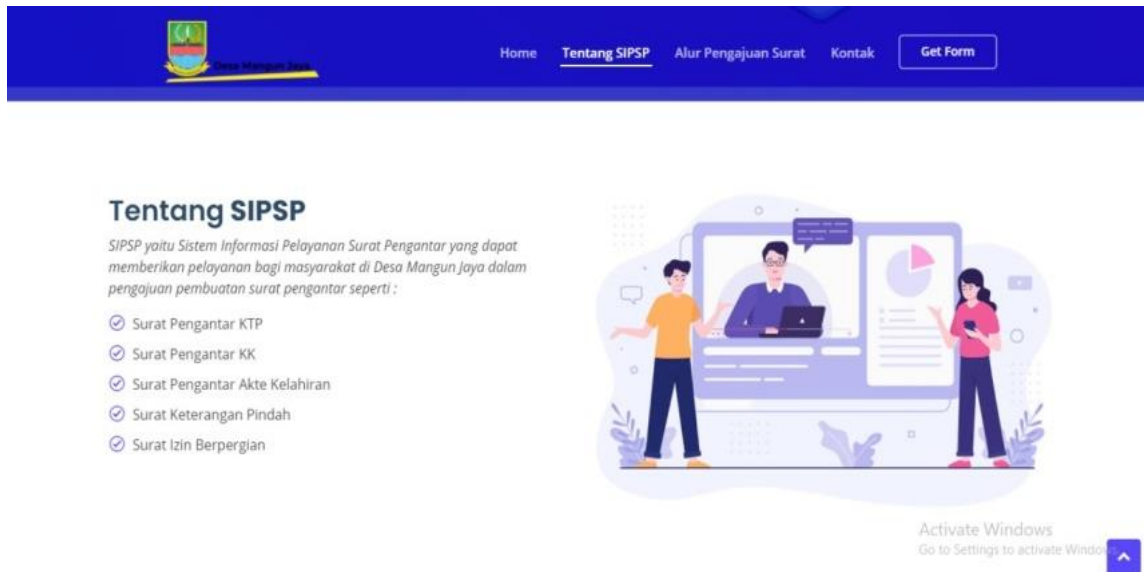 Desa Mangun Jaya
Home Tentang SIPSP Alur Pengajuan Surat Kontak Get Form
Tentang SIPSP
SIPSP yaitu Sistem Informasi Pelayanan Surat Pengantar yang dapat
memberikan pelayanan bagi masyarakat di Desa Mangun Jaya dalam
pengajuan pembuatan surat pengantar seperti :
Surat Pengantar KTP
Surat Pengantar KK
Surat Pengantar Akte Kelahiran
Surat Keterangan Pindah
Surat Izin Berpergian
Activate Windows
Go to Settings to activate Windows.